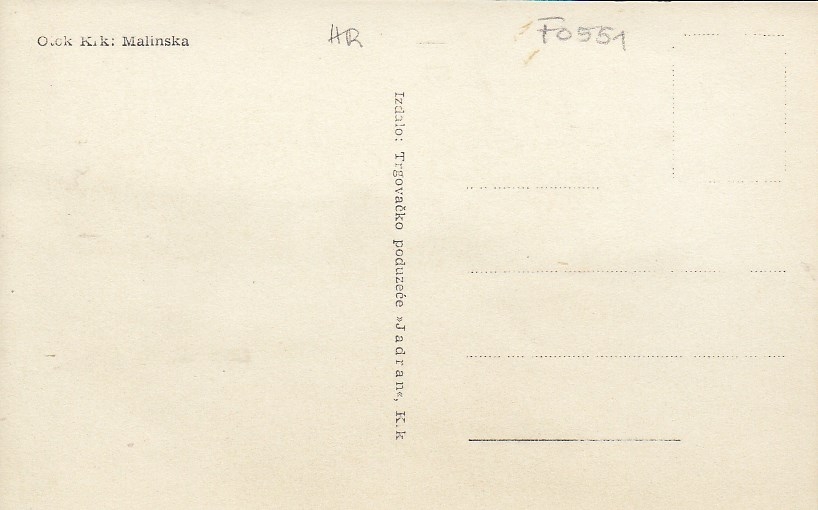 Otok Krk: Malinska
HR
F0551
Izdalo: Trgovačko poduzeće »Jadran«, Krk